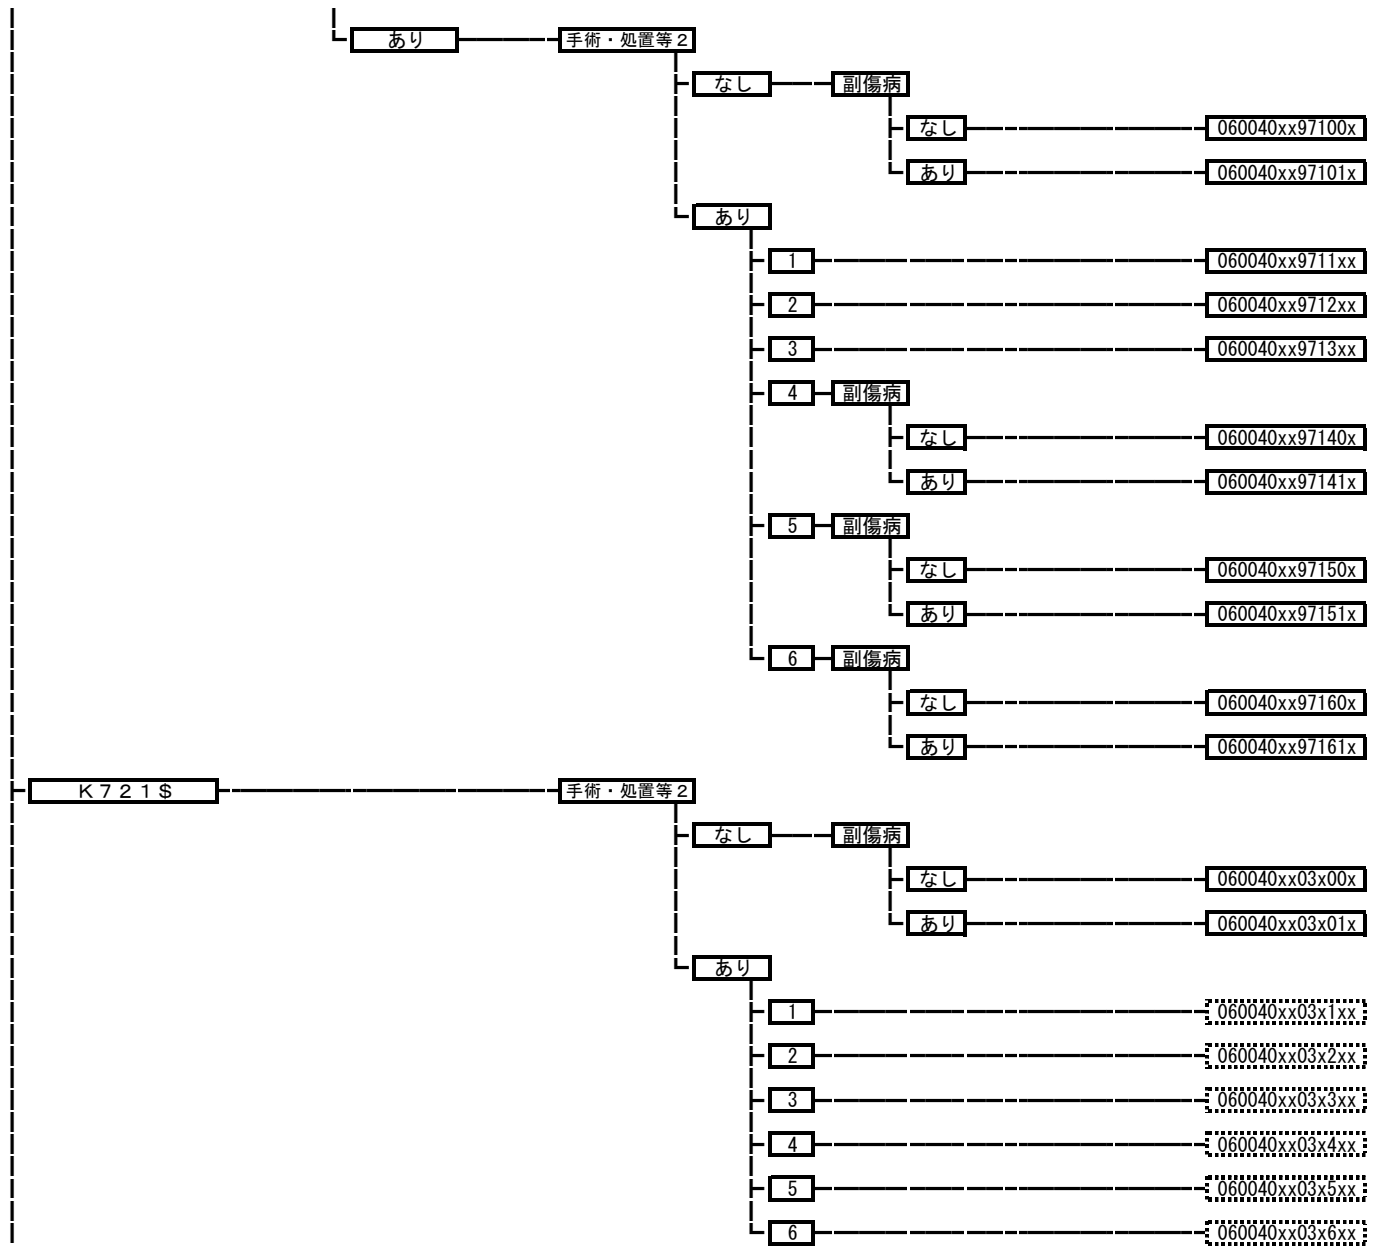 あり 手術・処置等２
なし 副傷病
なし 060040xx97100x
あり 060040xx97101x
あり
1 060040xx9711xx
2 060040xx9712xx
3 060040xx9713xx
4 副傷病
なし 060040xx97140x
あり 060040xx97141x
5 副傷病
なし 060040xx97150x
あり 060040xx97151x
6 副傷病
なし 060040xx97160x
あり 060040xx97161x
Ｋ７２１＄ 手術・処置等２
なし 副傷病
なし 060040xx03x00x
あり 060040xx03x01x
あり
1 060040xx03x1xx
2 060040xx03x2xx
3 060040xx03x3xx
4 060040xx03x4xx
5 060040xx03x5xx
6 060040xx03x6xx